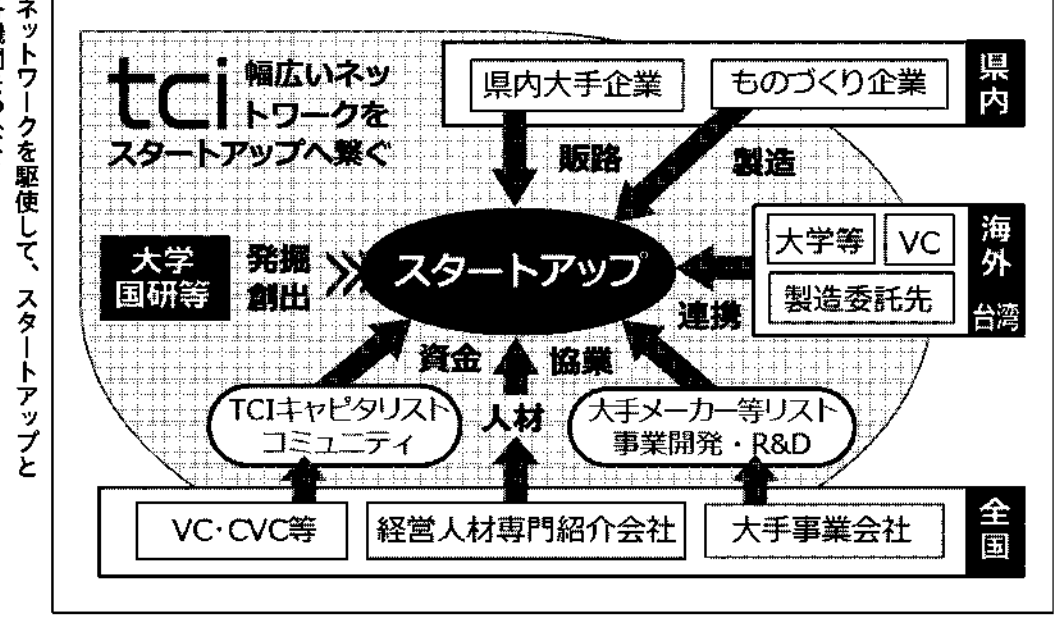 ネットワークを駆使して、スタートアップと
tci 幅広いネッ
トワークを
スタートアップへ繋ぐ
県内大手企業
ものづくり企業
県内
販路
製造
大学
国研等
発掘
創出
スタートアップ
大学等
VC
製造委託先
海外
台湾
連携
資金
協業
人材
TCIキャピタリスト
コミュニティ
大手メーカー等リスト
事業開発・R&D
VC・CVC等
経営人材専門紹介会社
大手事業会社
全国